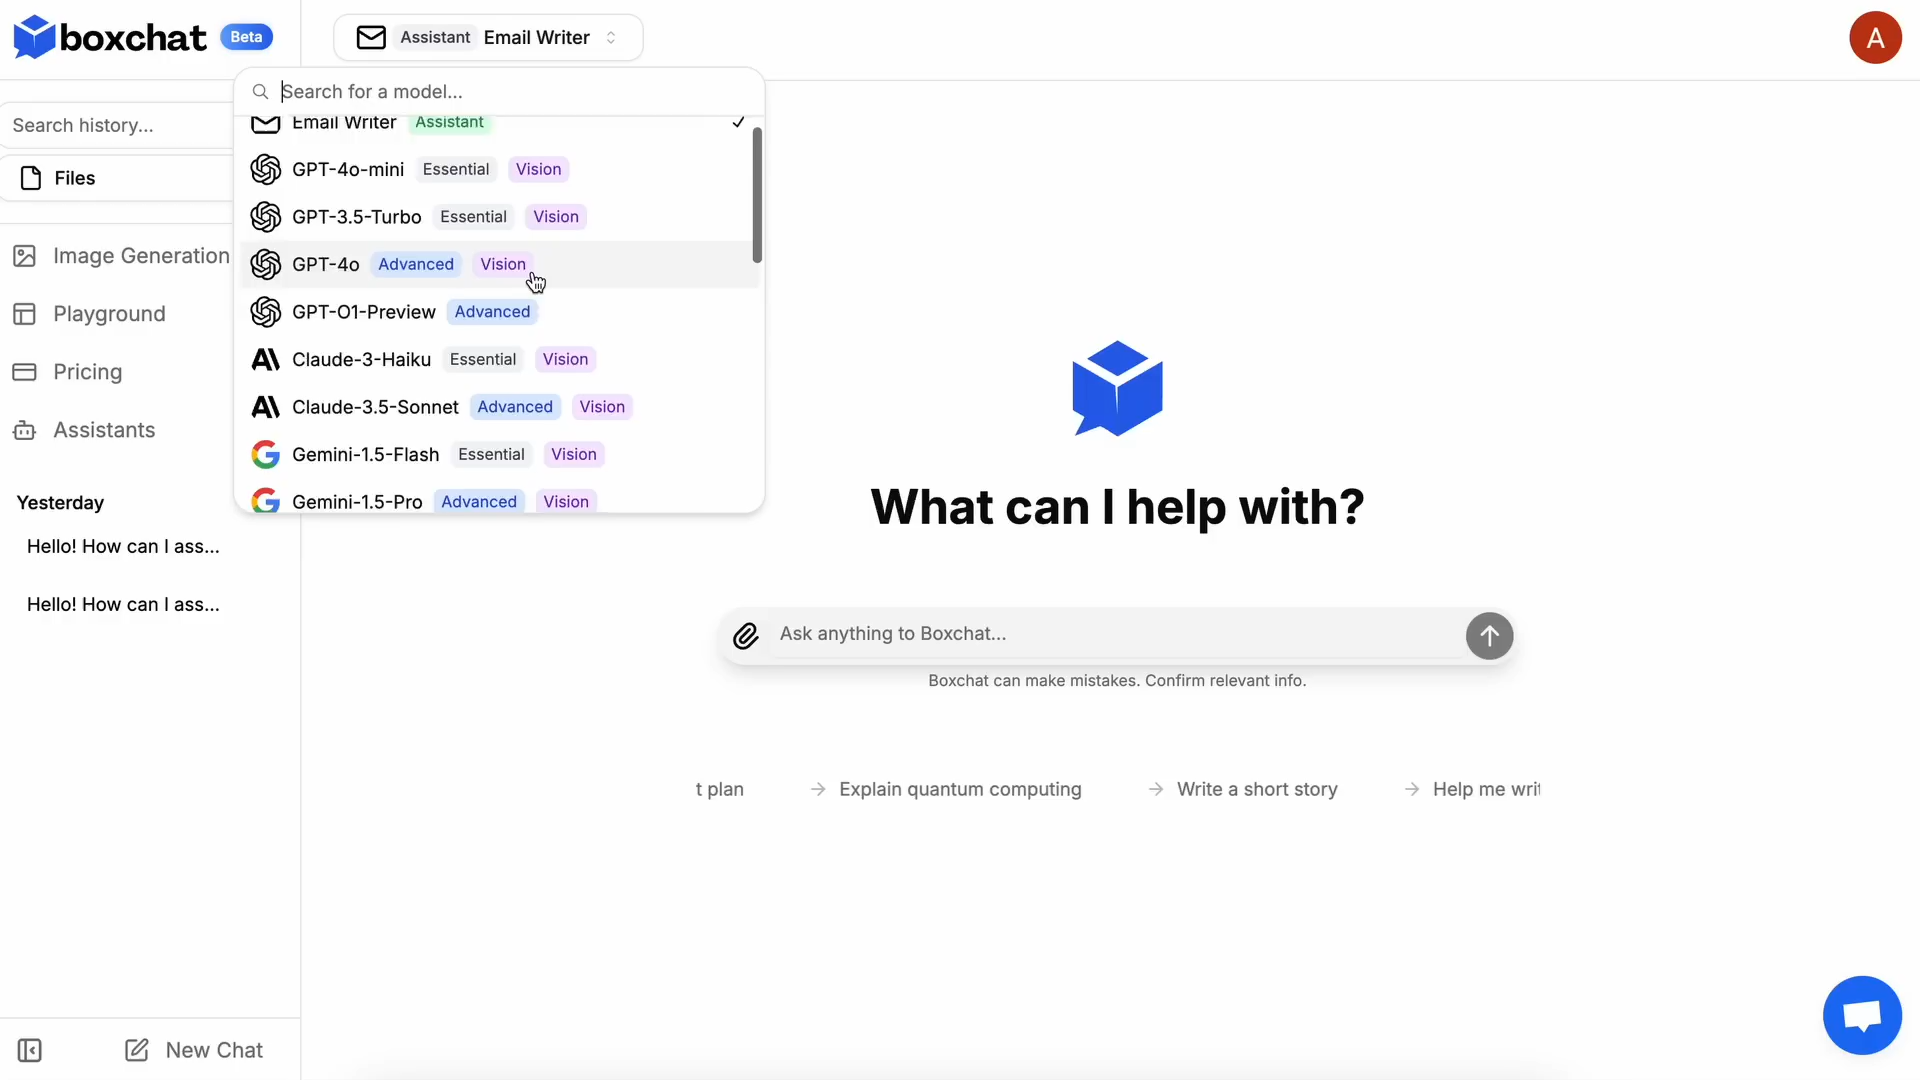 boxchat Beta
Assistant Email Writer
A
Search for a model...
Search history...
Files
Image Generation
Playground
Pricing
Assistants
Yesterday
Hello! How can I ass...
Hello! How can I ass...
New Chat
Email Writer Assistant
GPT-4o-mini Essential Vision
GPT-3.5-Turbo Essential Vision
GPT-4o Advanced Vision
GPT-O1-Preview Advanced
Claude-3-Haiku Essential Vision
Claude-3.5-Sonnet Advanced Vision
Gemini-1.5-Flash Essential Vision
Gemini-1.5-Pro Advanced Vision
What can I help with?
Ask anything to Boxchat...
Boxchat can make mistakes. Confirm relevant info.
t plan → Explain quantum computing → Write a short story → Help me writ